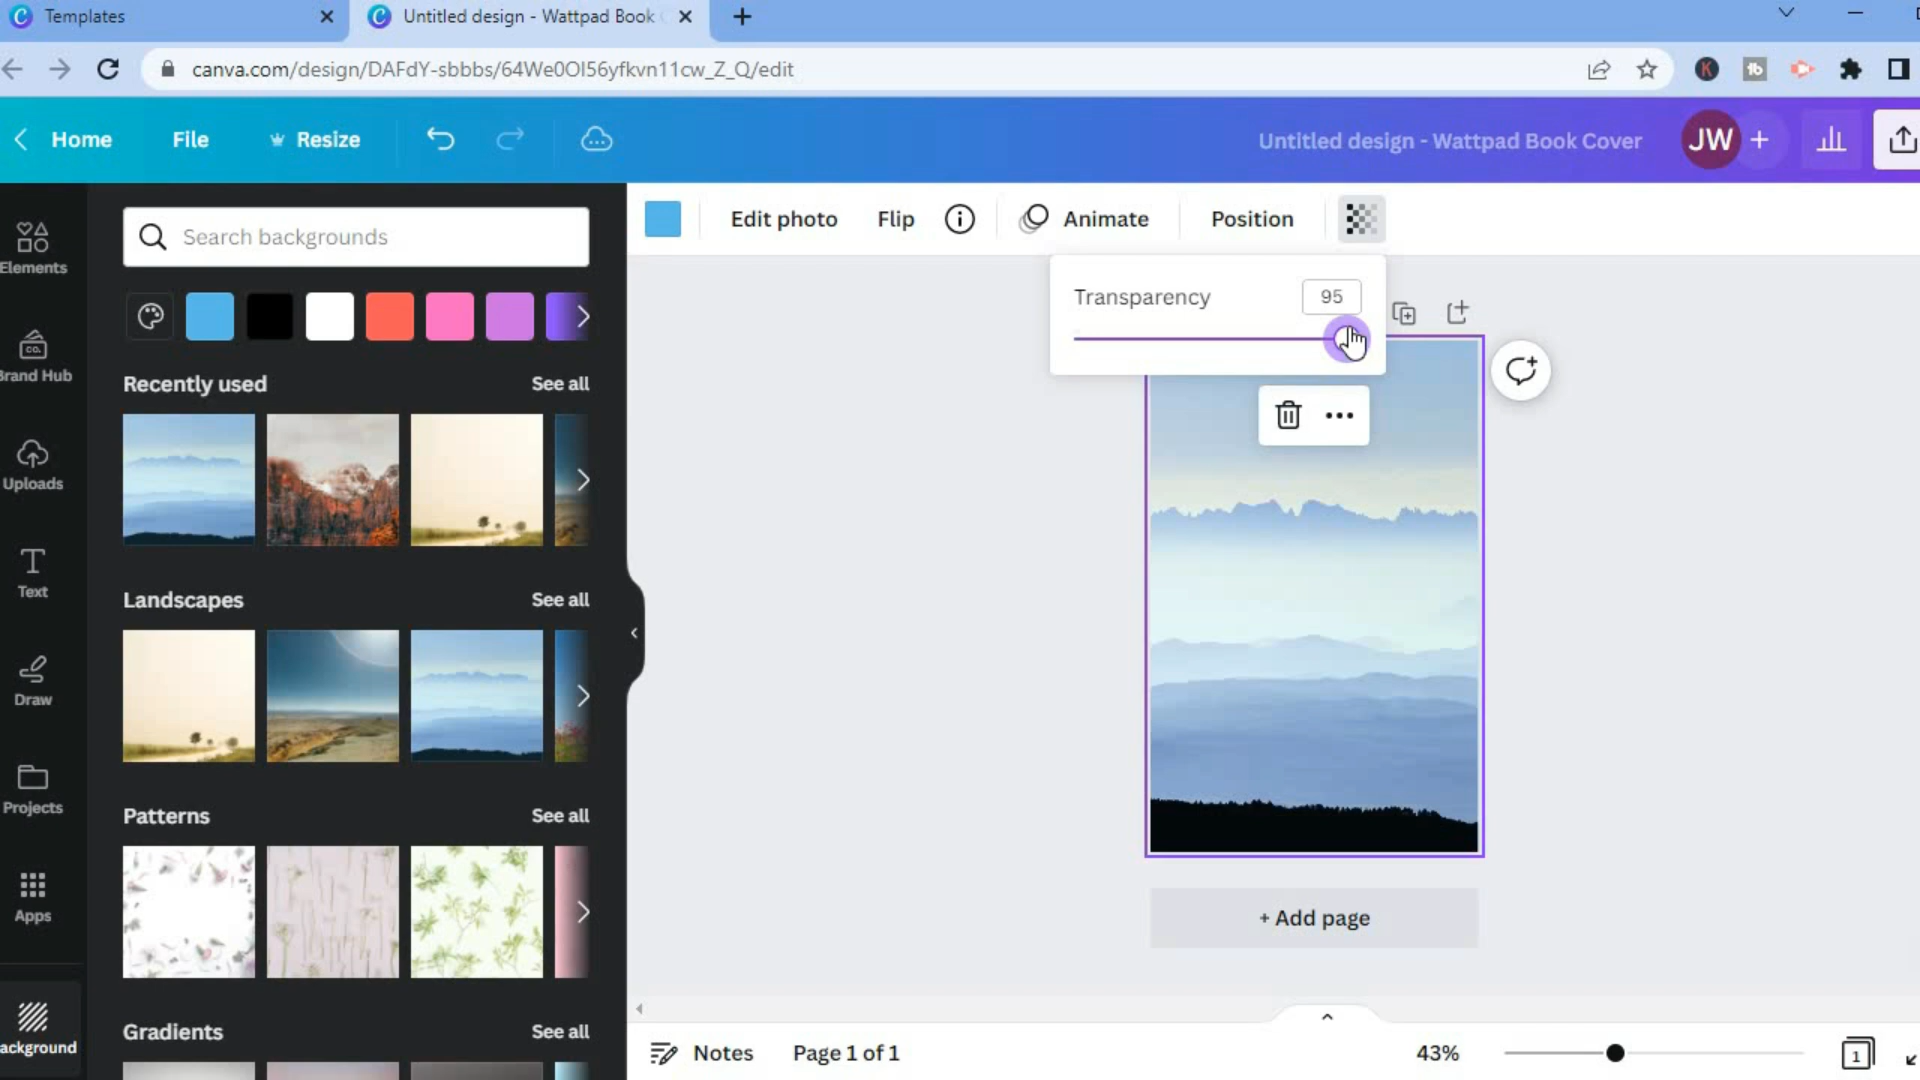 Templates
Untitled design - Wattpad Book
canva.com/design/DAFdY-sbbbs/64We0OI56yfkvn11cw_Z_Q/edit
Home
File
Resize
Untitled design - Wattpad Book Cover
JW
Elements
Brand Hub
CO.
Uploads
Text
Draw
Projects
Apps
ackground
Search backgrounds
Recently used
See all
Landscapes
See all
Patterns
See all
Gradients
See all
Edit photo
Flip
Animate
Position
Transparency
95
+ Add page
Notes
Page 1 of 1
43%
1